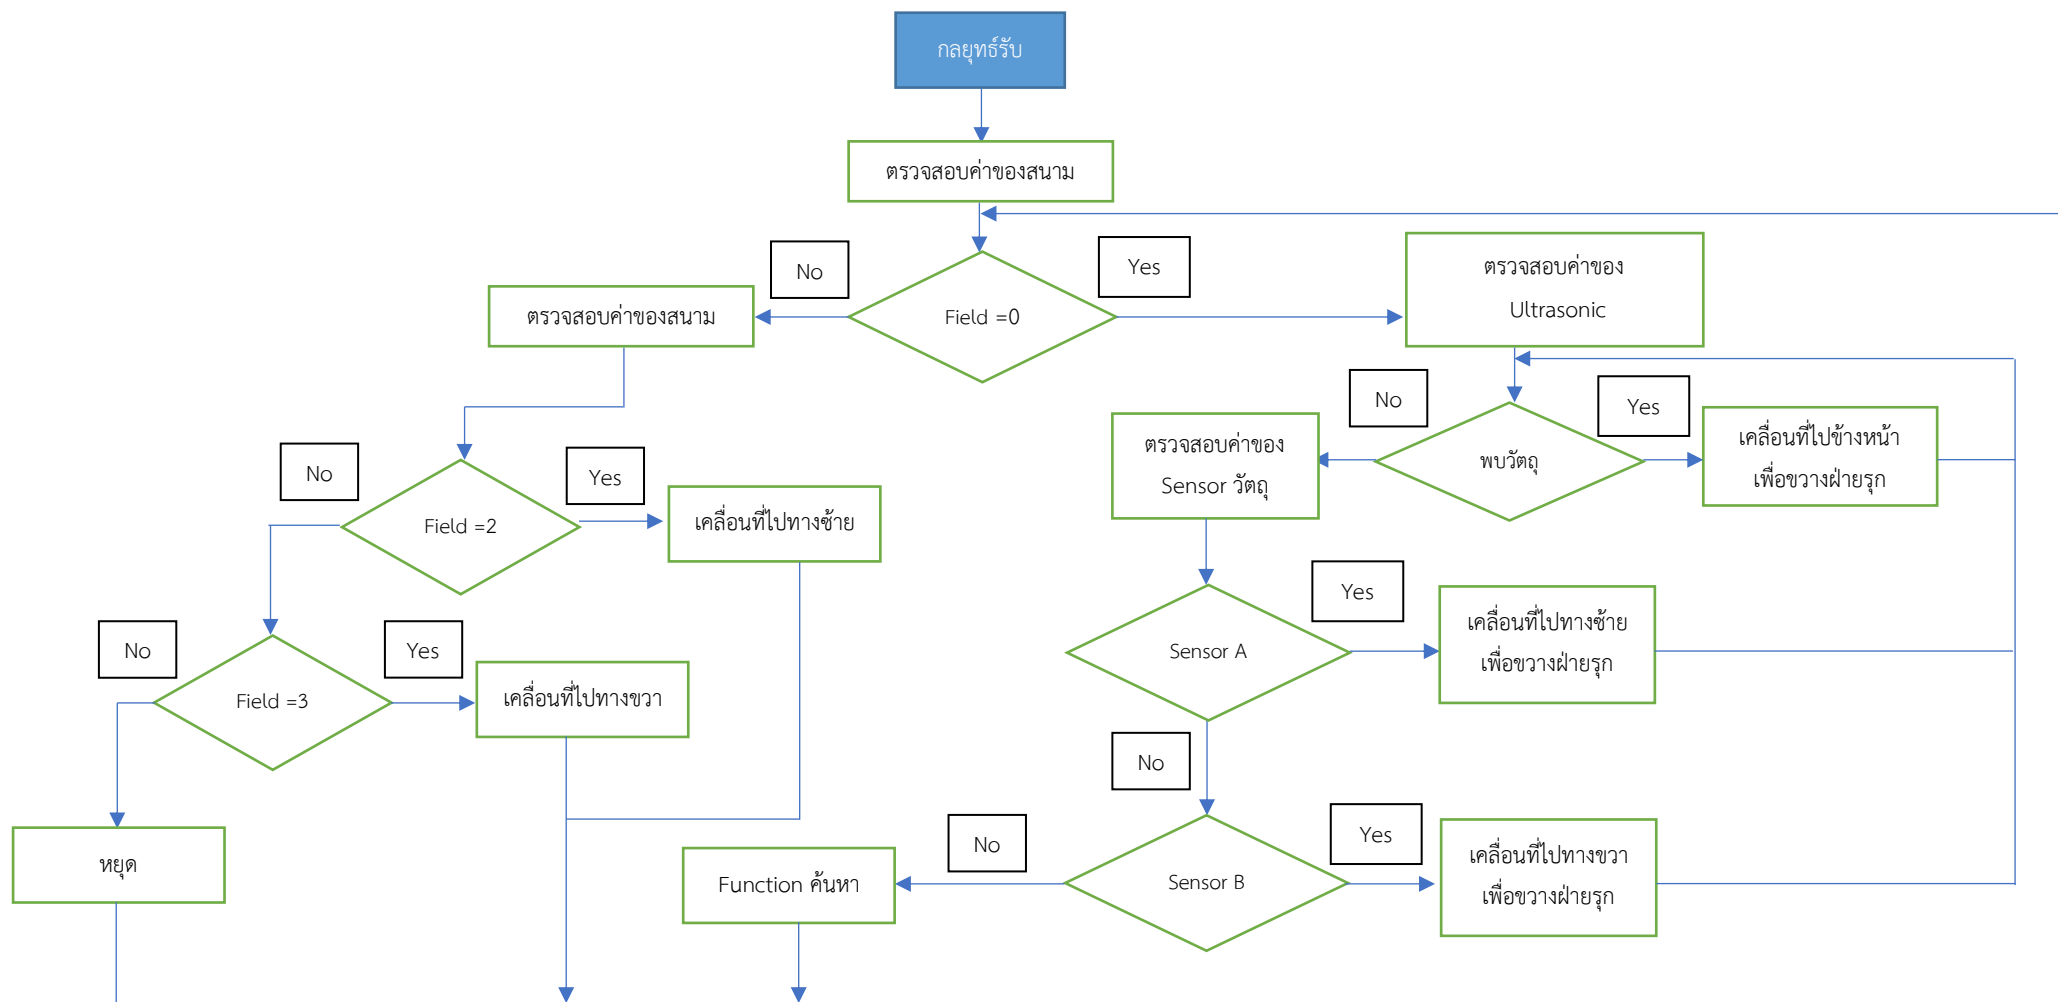 กลยุทธ์รับ
ตรวจสอบค่าของสนาม
No
Yes
ตรวจสอบค่าของ
Ultrasonic
ตรวจสอบค่าของสนาม
Field =0
No
Yes
ตรวจสอบค่าของ
Sensor วัตถุ
พบวัตถุ
เคลื่อนที่ไปข้างหน้า
เพื่อขวางฝ่ายรุก
No
Yes
Field =2
เคลื่อนที่ไปทางซ้าย
Yes
Sensor A
เคลื่อนที่ไปทางซ้าย
เพื่อขวางฝ่ายรุก
No
Yes
Field =3
เคลื่อนที่ไปทางขวา
No
หยุด
Function ค้นหา
No
Sensor B
Yes
เคลื่อนที่ไปทางขวา
เพื่อขวางฝ่ายรุก